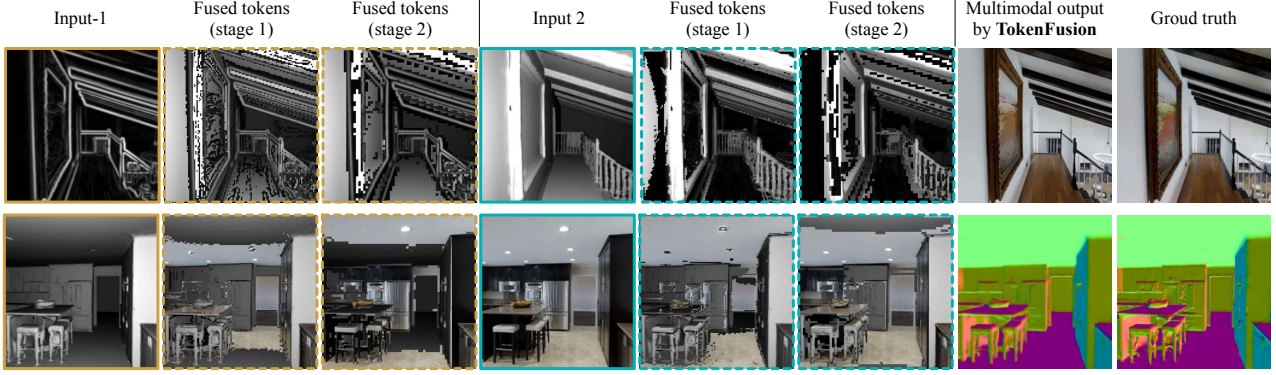 Input-1
Fused tokens
(stage 1)
Fused tokens
(stage 2)
Input 2
Fused tokens
(stage 1)
Fused tokens
(stage 2)
Multimodal output
by TokenFusion
Groud truth